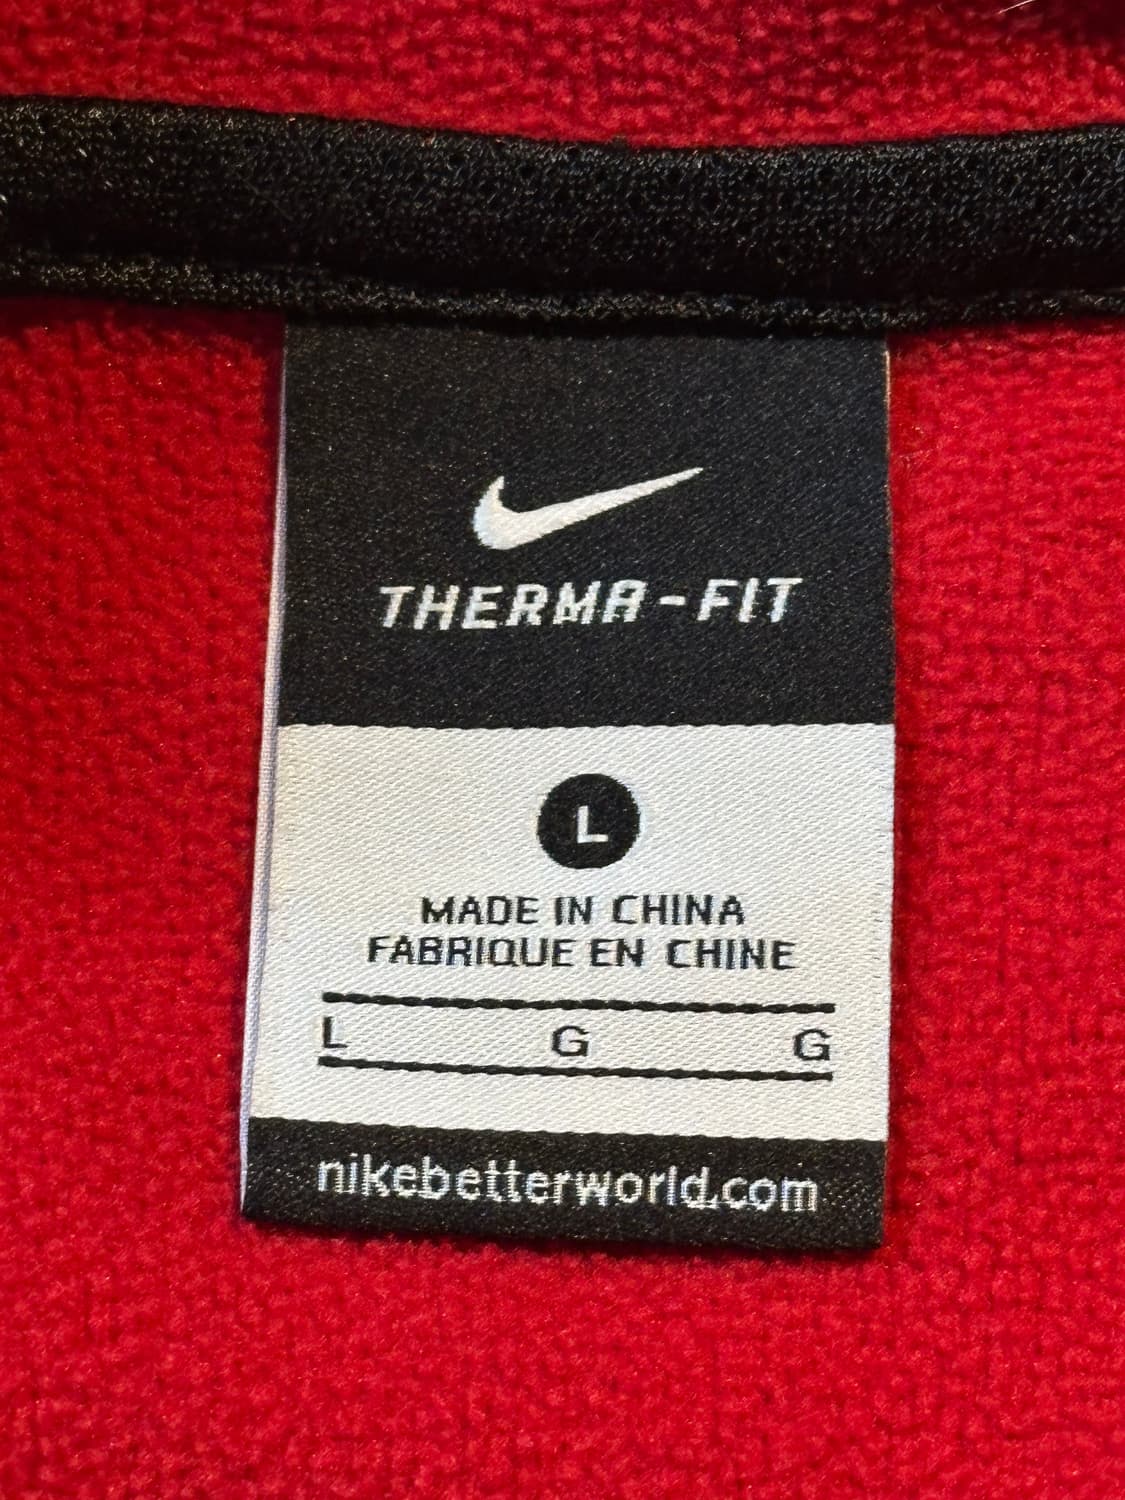 THERMA-FIT
L
MADE IN CHINA
FABRIQUE EN CHINE
L G G
nikebetterworld.com